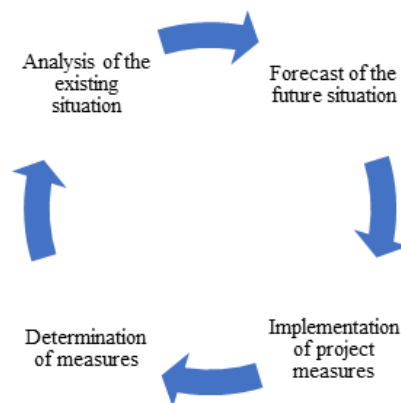 Analysis of the
existing
situation
Forecast of the
future situation
Implementation
of project
measures
Determination
of measures